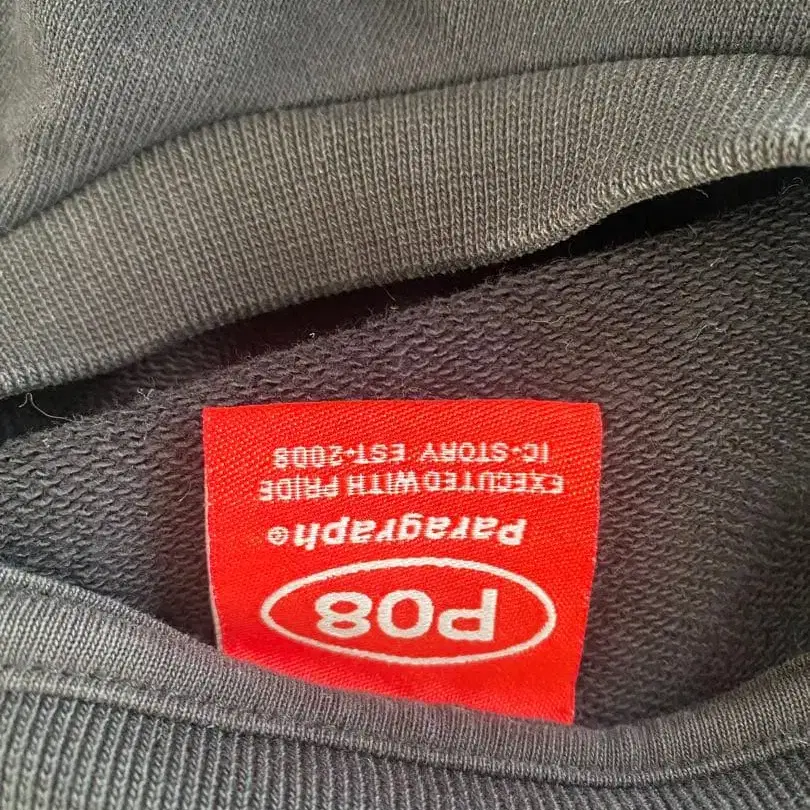 P08
Paragraph®
EXECUTED WITH PRIDE
IC-STORY EST-2008